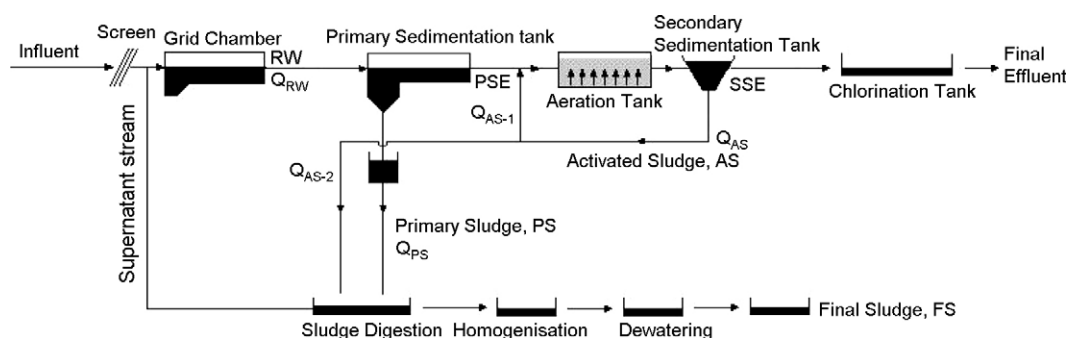 Influent
Screen
Grid Chamber
RW
Q_RW
Primary Sedimentation tank
PSE
Q_AS-1
Aeration Tank
Secondary
Sedimentation Tank
SSE
Chlorination Tank
Final
Effluent
Q_AS
Activated Sludge, AS
Q_AS-2
Primary Sludge, PS
Q_PS
Supernatant stream
Sludge Digestion
Homogenisation
Dewatering
Final Sludge, FS